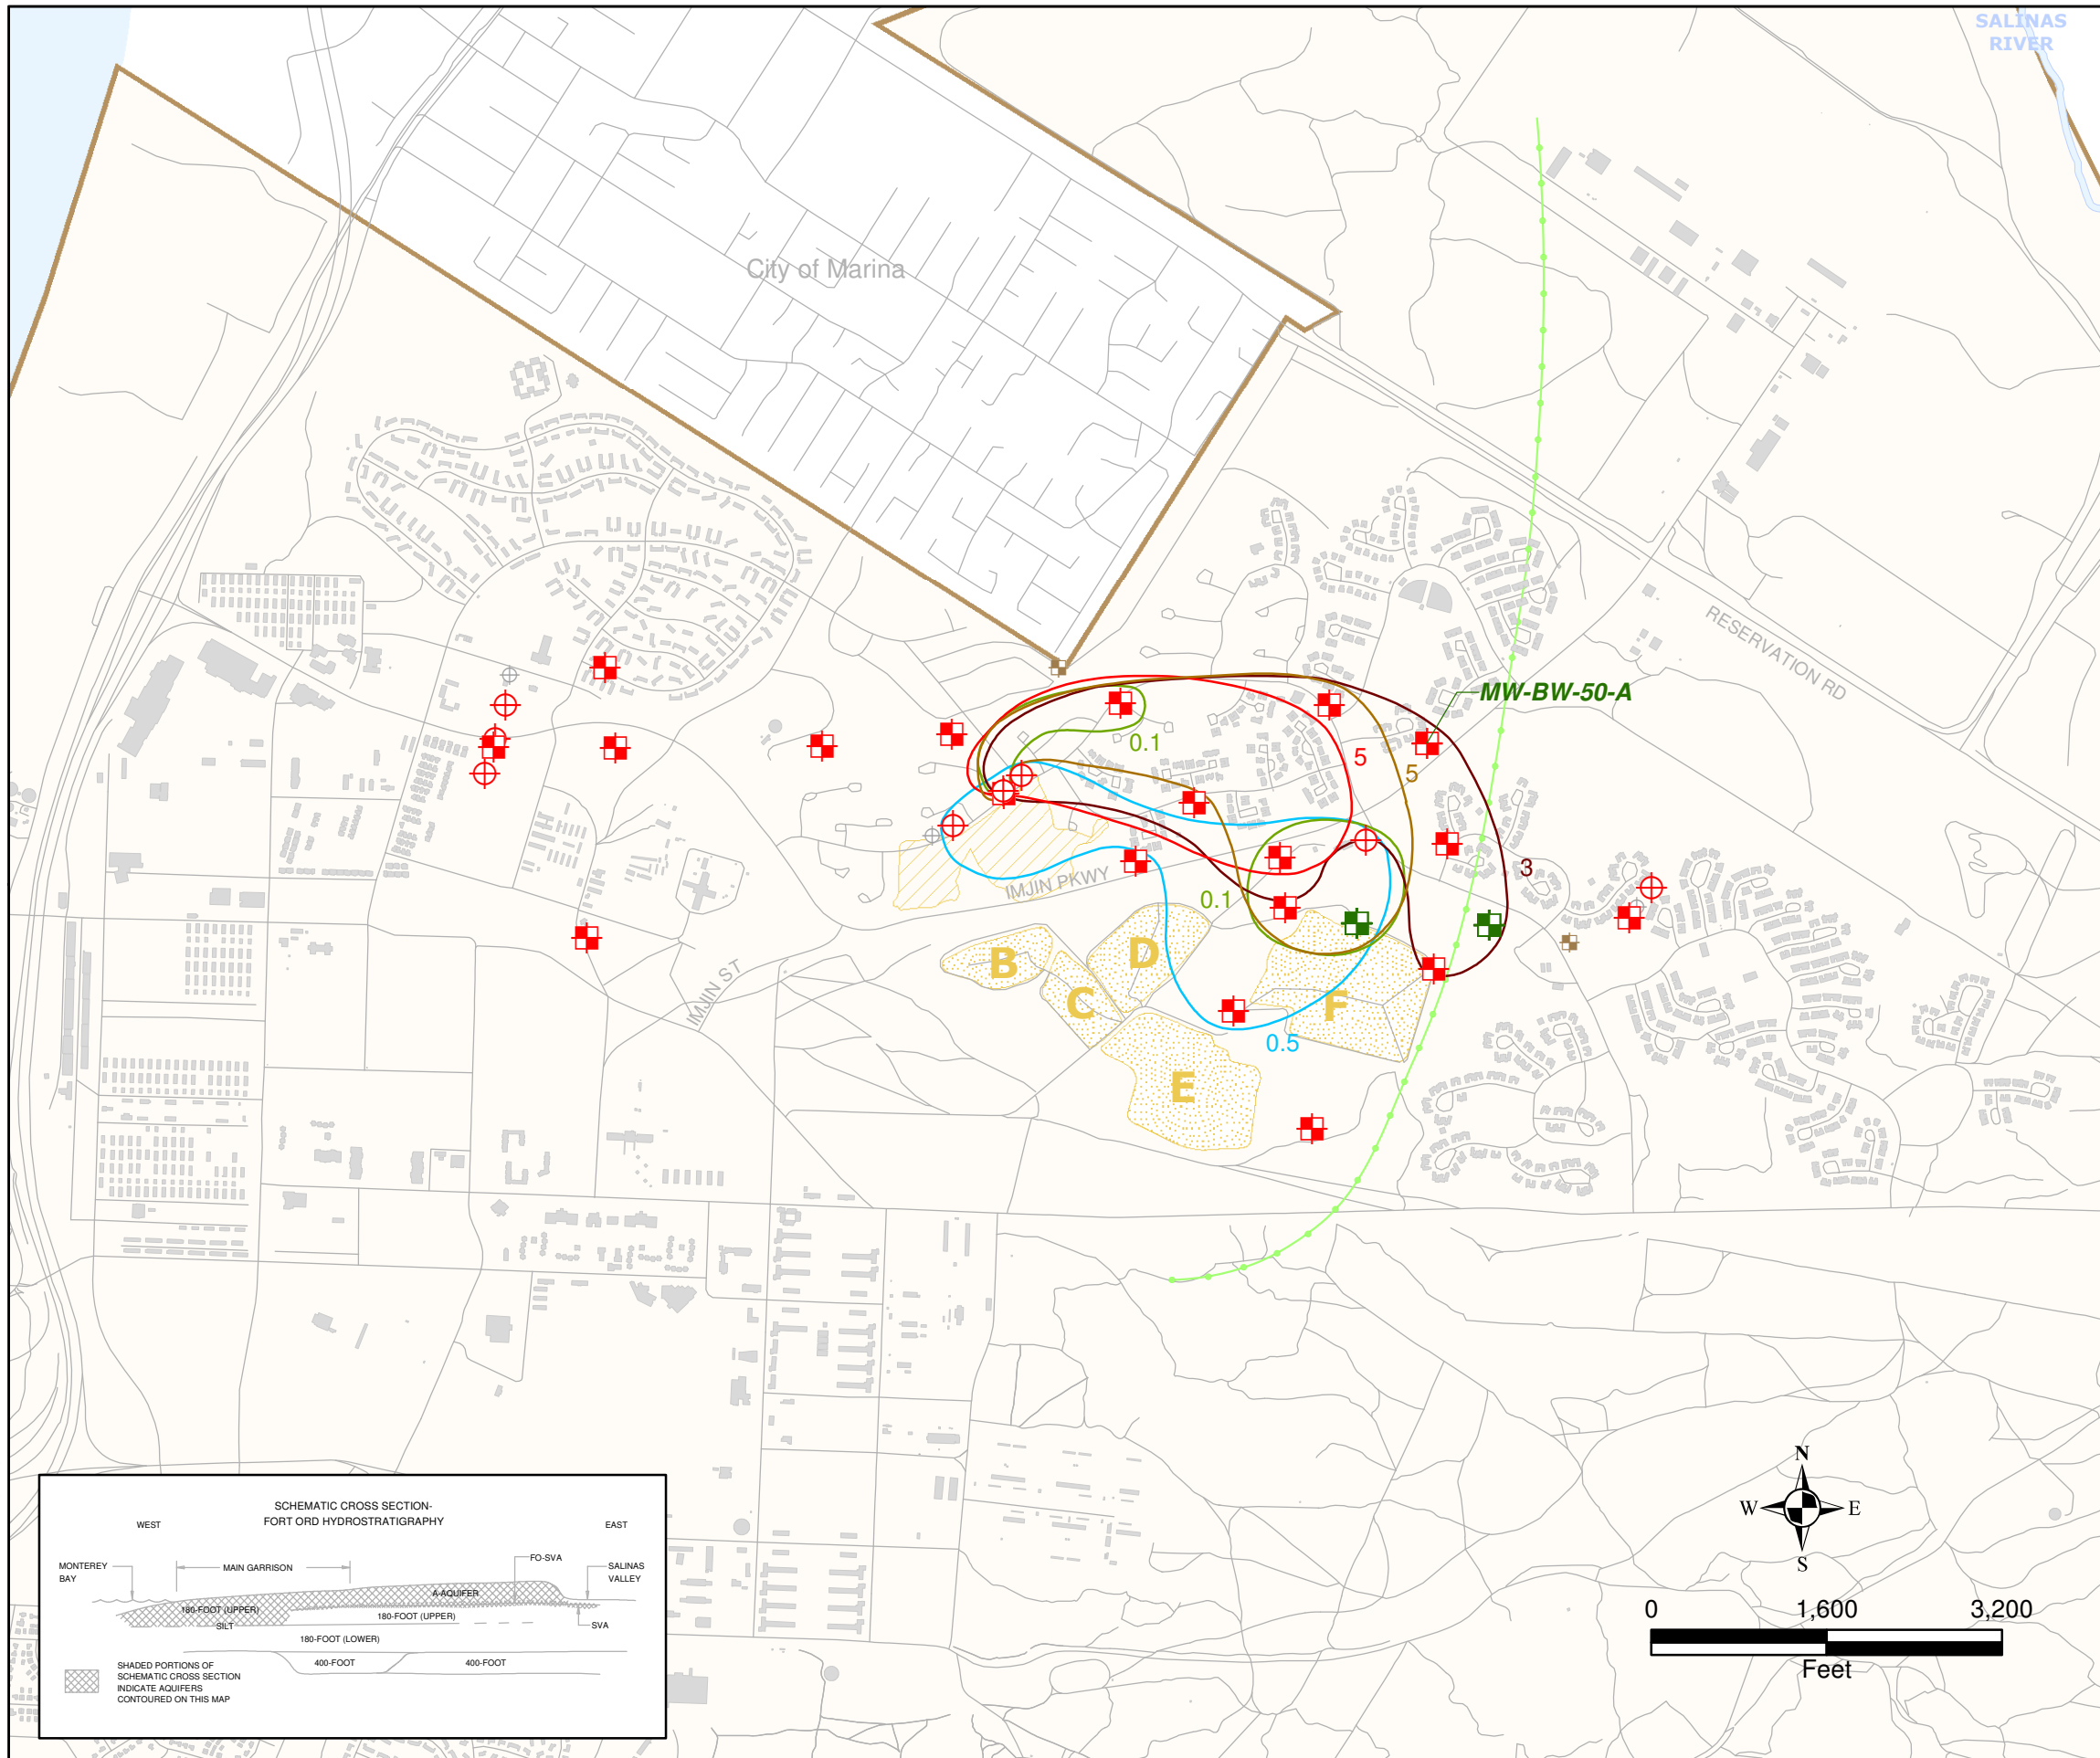 SALINAS
RIVER
City of Marina
RESERVATION RD
MW-BW-50-A
0.1
5
5
3
0.1
IMJIN PKWY
IMJIN ST
B
D
C
F
E
0.5
N
W
E
S
0
1,600
3,200
Feet
SCHEMATIC CROSS SECTION-
FORT ORD HYDROSTRATIGRAPHY
WEST
EAST
MONTEREY
BAY
MAIN GARRISON
FO-SVA
SALINAS
VALLEY
A-AQUIFER
180-FOOT (UPPER)
180-FOOT (UPPER)
SILT
SVA
180-FOOT (LOWER)
400-FOOT
400-FOOT
SHADED PORTIONS OF
SCHEMATIC CROSS SECTION
INDICATE AQUIFERS
CONTOURED ON THIS MAP